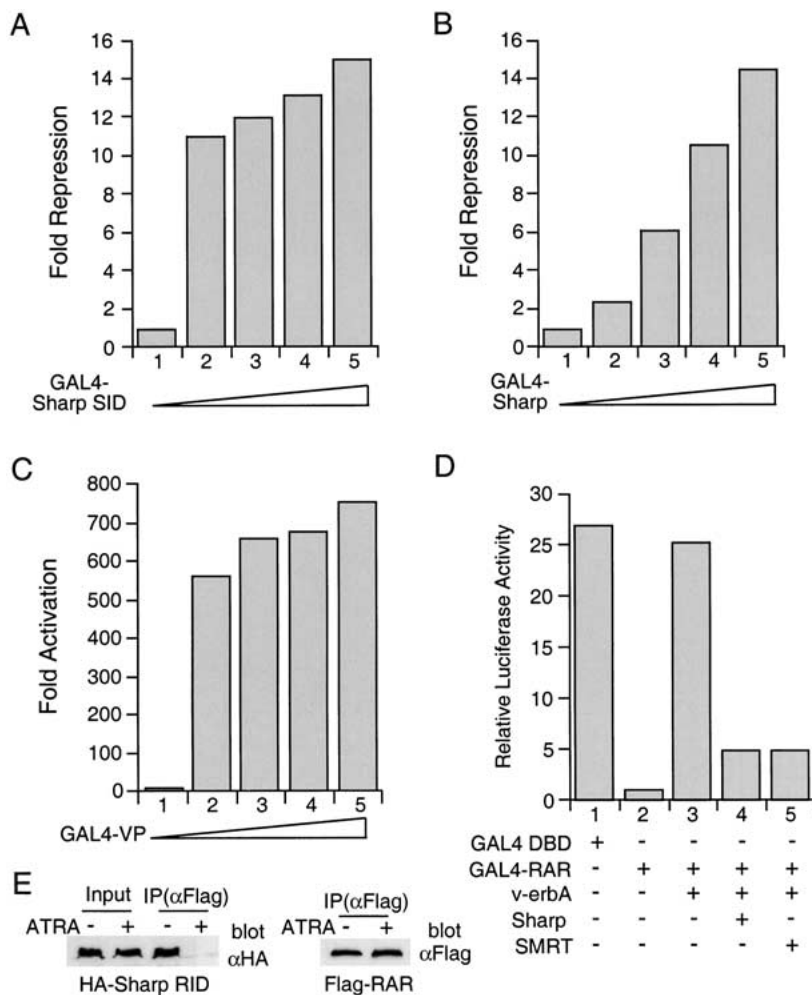 A
Fold Repression
16
14
12
10
8
6
4
2
0
1 2 3 4 5
GAL4-
Sharp SID
B
Fold Repression
16
14
12
10
8
6
4
2
0
1 2 3 4 5
GAL4-
Sharp
C
Fold Activation
800
700
600
500
400
300
200
100
0
1 2 3 4 5
GAL4-VP
D
Relative Luciferase Activity
30
25
20
15
10
5
0
1 2 3 4 5
GAL4 DBD + - - - -
GAL4-RAR - + + + +
v-erbA - - + + +
Sharp - - - + -
SMRT - - - - +
E
Input IP(αFlag)
ATRA - + - + blot
αHA
HA-Sharp RID
IP(αFlag)
ATRA - + blot
αFlag
Flag-RAR